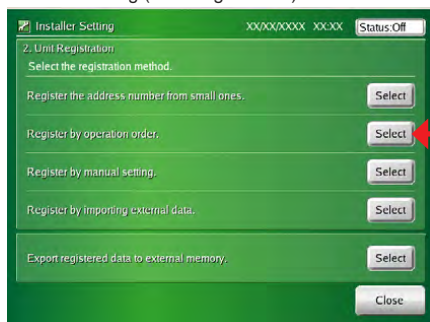 Installer Setting XX/XX/XXXX XX:XX Status:Off
2. Unit Registration
Select the registration method.
Register the address number from small ones. Select
Register by operation order. Select
Register by manual setting. Select
Register by importing external data. Select
Export registered data to external memory. Select
Close